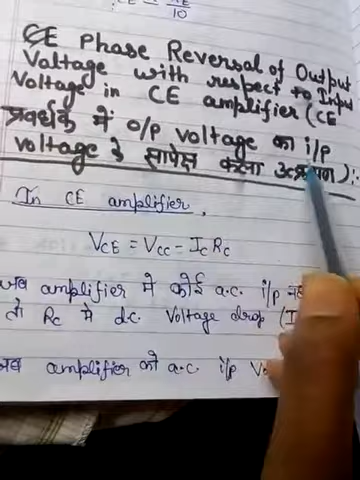 CE Phase Reversal of Output
Voltage with respect to Input
Voltage in CE amplifier (CE
प्रवर्धक में o/p voltage का i/p
voltage के सापेक्ष कला
In CE amplifier,
VCE = VCC - IC RC
जब amplifier मे कोई a.c. i/p
तो RC मे d.c. voltage drop (I
जब amplifier को a.c. i/p